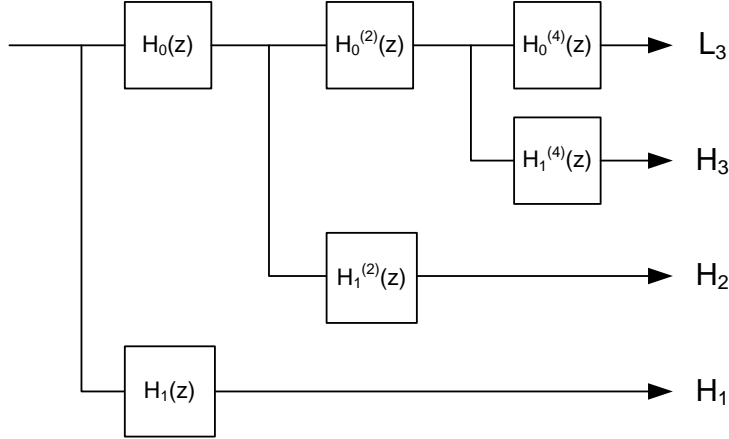 H₀(z) H₀⁽²⁾(z) H₀⁽⁴⁾(z) L₃
H₁⁽⁴⁾(z) H₃
H₁⁽²⁾(z) H₂
H₁(z) H₁